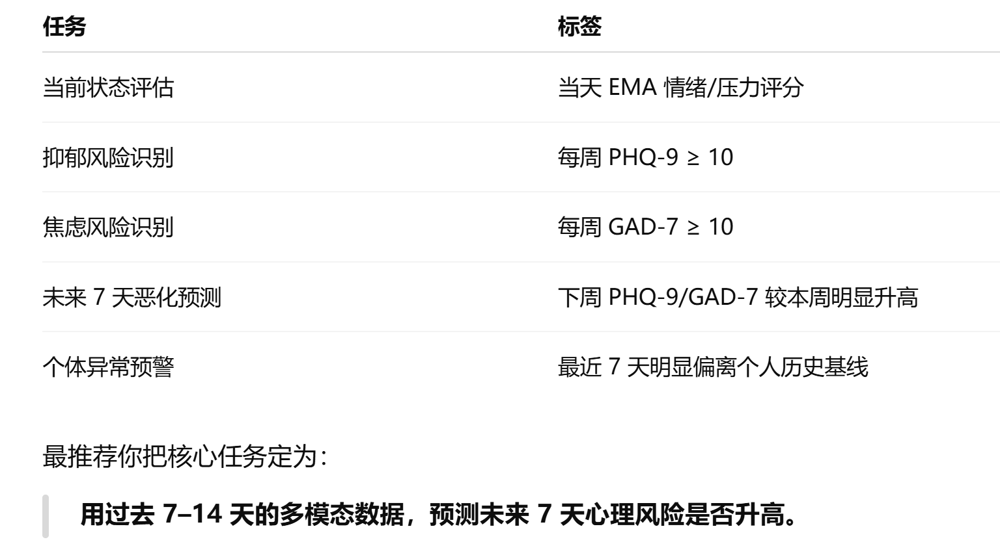 任务 标签
当前状态评估 当天 EMA 情绪/压力评分
抑郁风险识别 每周 PHQ-9 ≥ 10
焦虑风险识别 每周 GAD-7 ≥ 10
未来 7 天恶化预测 下周 PHQ-9/GAD-7 较本周明显升高
个体异常预警 最近 7 天明显偏离个人历史基线
最推荐你把核心任务定为：
用过去 7–14 天的多模态数据，预测未来 7 天心理风险是否升高。